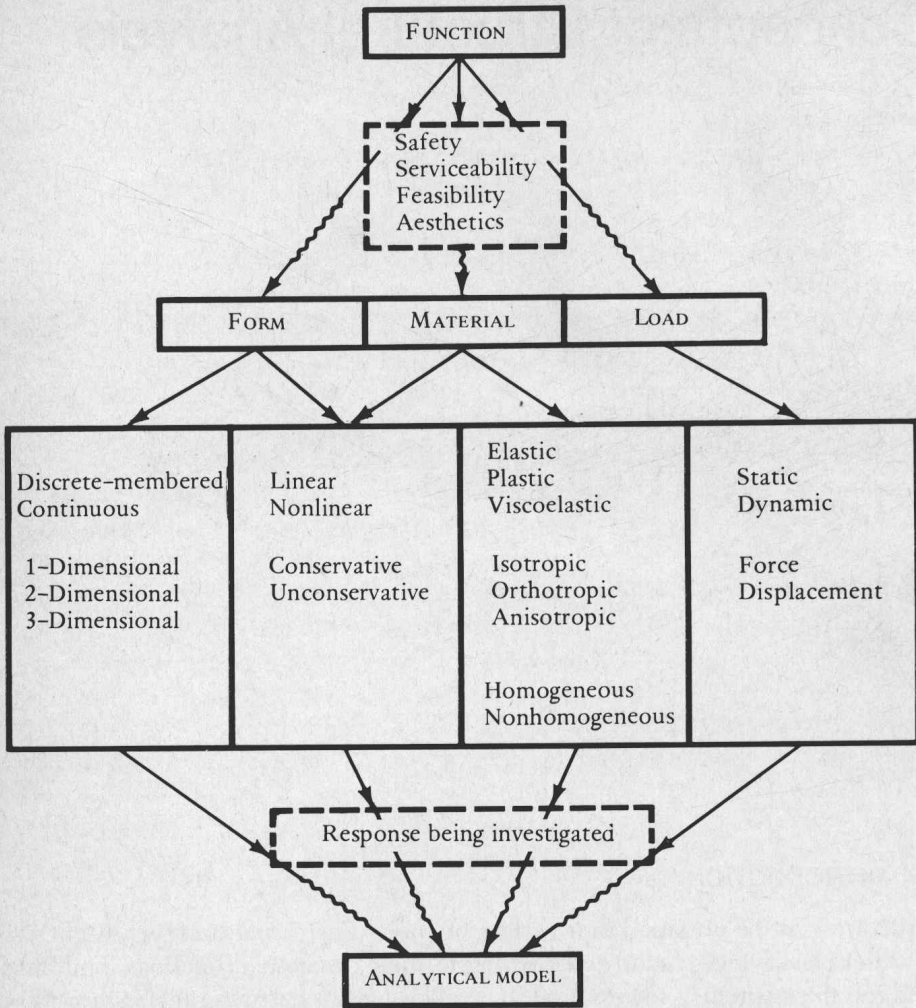 FUNCTION
Safety
Serviceability
Feasibility
Aesthetics
FORM
MATERIAL
LOAD
Discrete-membered
Continuous
1-Dimensional
2-Dimensional
3-Dimensional
Linear
Nonlinear
Conservative
Unconservative
Elastic
Plastic
Viscoelastic
Isotropic
Orthotropic
Anisotropic
Homogeneous
Nonhomogeneous
Static
Dynamic
Force
Displacement
Response being investigated
ANALYTICAL MODEL